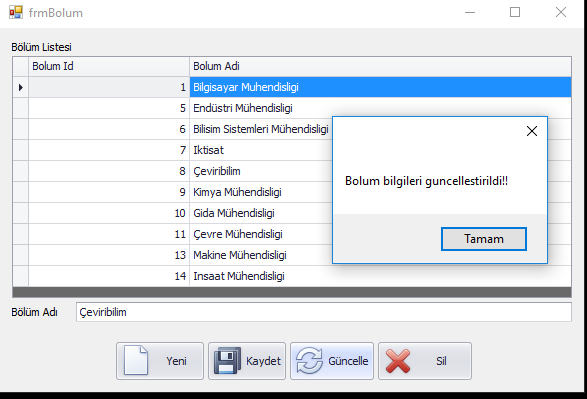 frmBolum
Bölüm Listesi
Bolum Id Bolum Adi
1 Bilgisayar Muhendisligi
5 Endüstri Mühendisligi
6 Bilisim Sistemleri Mühendisligi
7 Iktisat
8 Çeviribilim
9 Kimya Mühendisligi
10 Gida Mühendisligi
11 Çevre Mühendisligi
13 Makine Mühendisligi
14 Insaat Mühendisligi
Bolum bilgileri guncellestirildi!!
Tamam
Bölüm Adı Çeviribilim
Yeni Kaydet Güncelle Sil